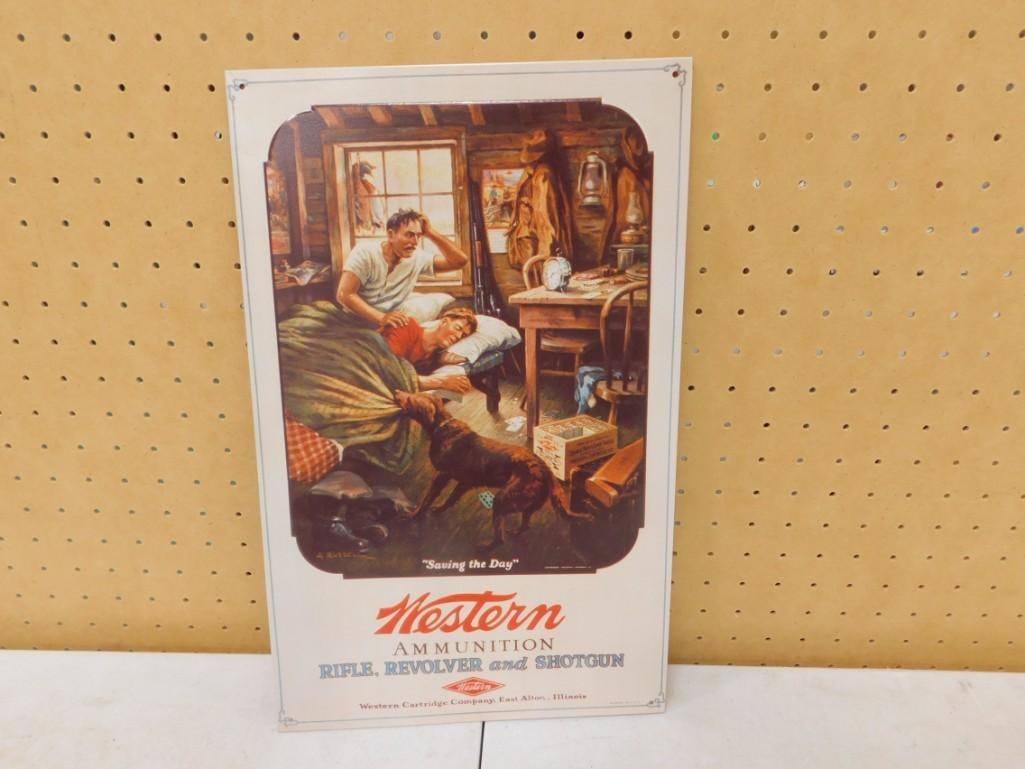 "Saving the Day"
Western
AMMUNITION
RIFLE, REVOLVER and SHOTGUN
Western
Western Cartridge Company, East Alton, Illinois